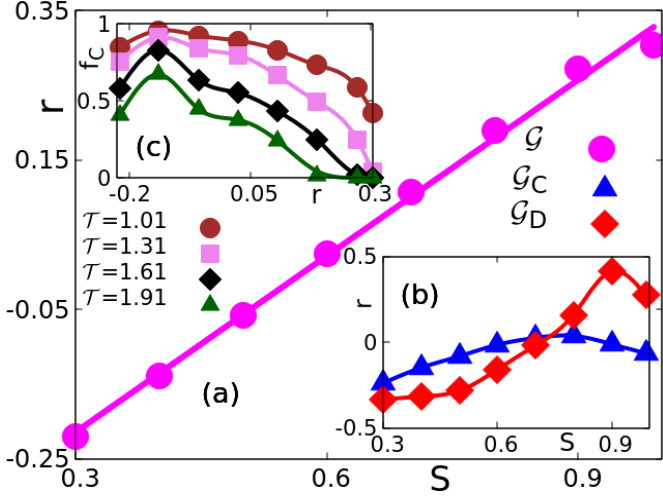 0.35
0.15
-0.05
-0.25
r
0.3
0.6
0.9
S
(a)
1
0.5
0
f_C
(c)
-0.2
0.05
0.3
r
𝒯=1.01
𝒯=1.31
𝒯=1.61
𝒯=1.91
𝒢
𝒢_C
𝒢_D
0.5
0
-0.5
r
(b)
0.3
0.6
S
0.9